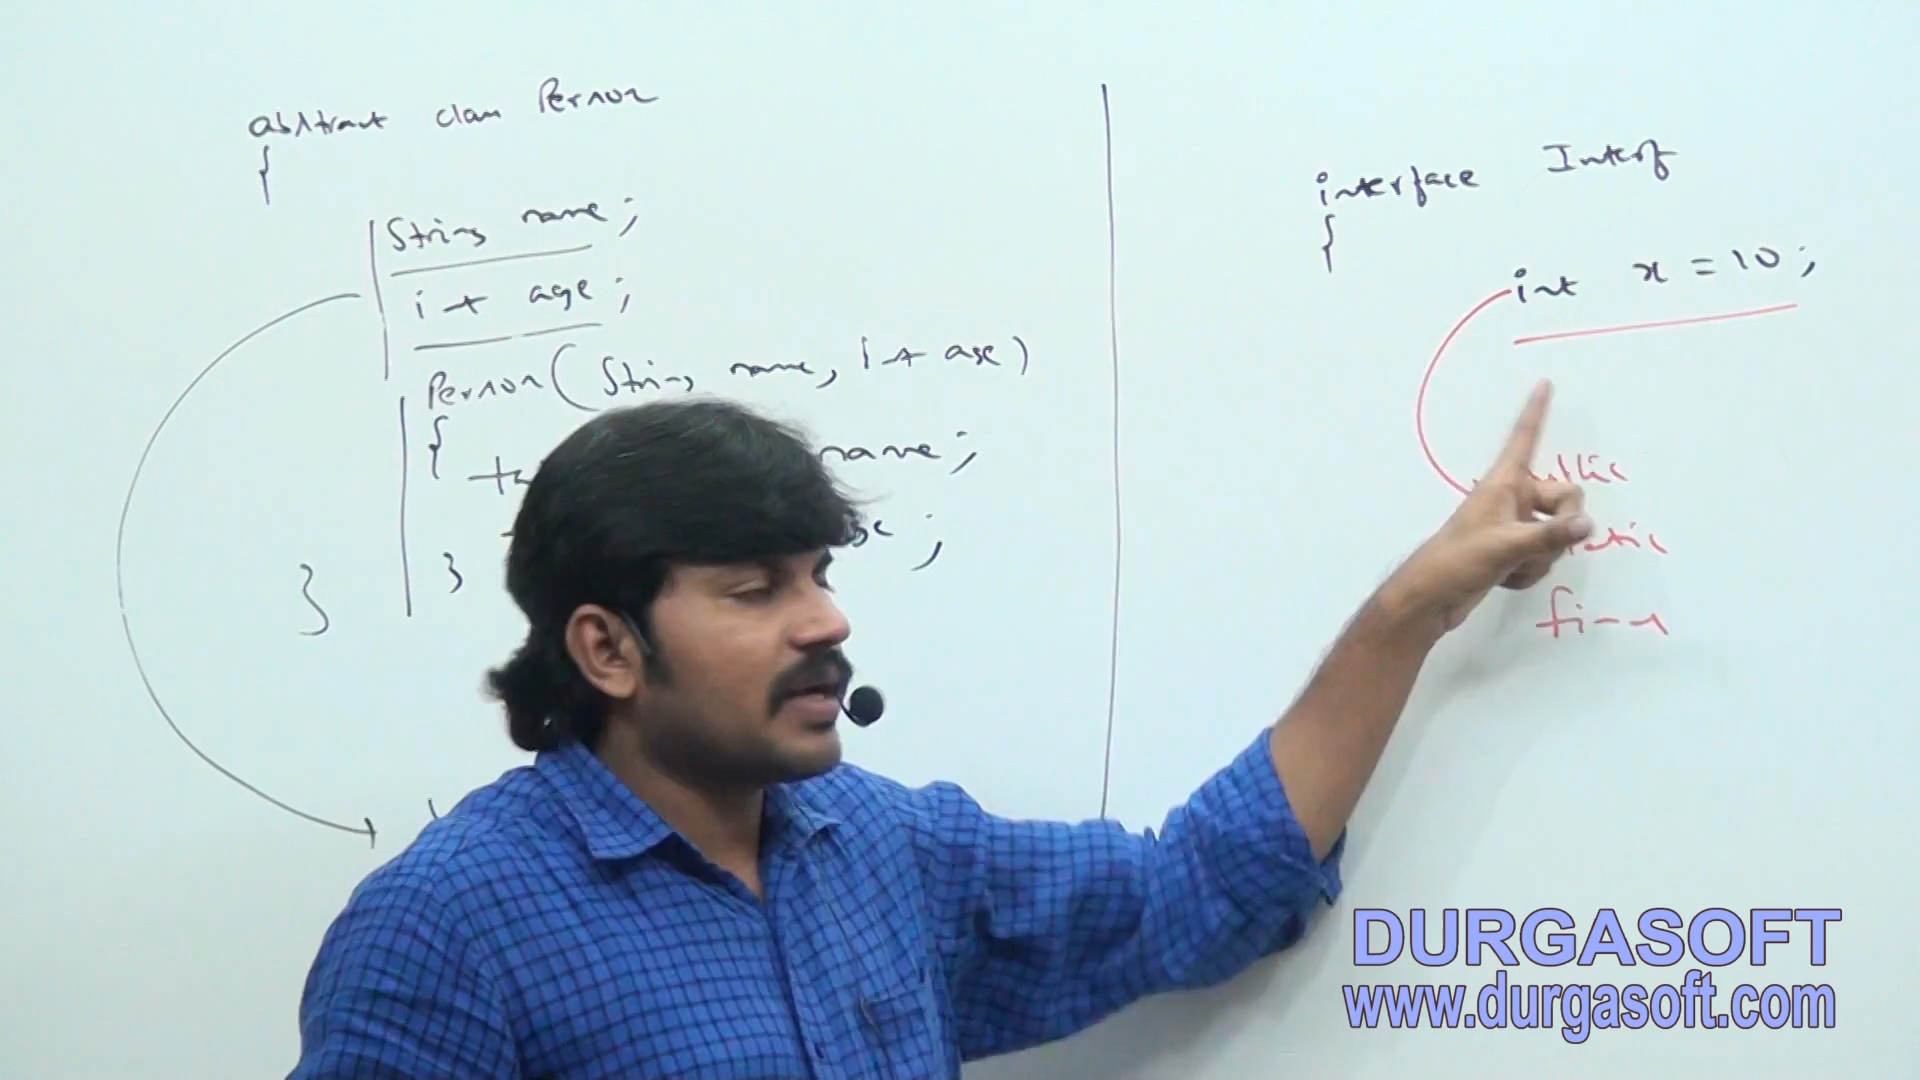 abstract class Person
{
String name;
int age;
Person(String name, int age)
{
name;
;
}
}
interface Interf
{
int x = 10;
final
DURGASOFT
www.durgasoft.com